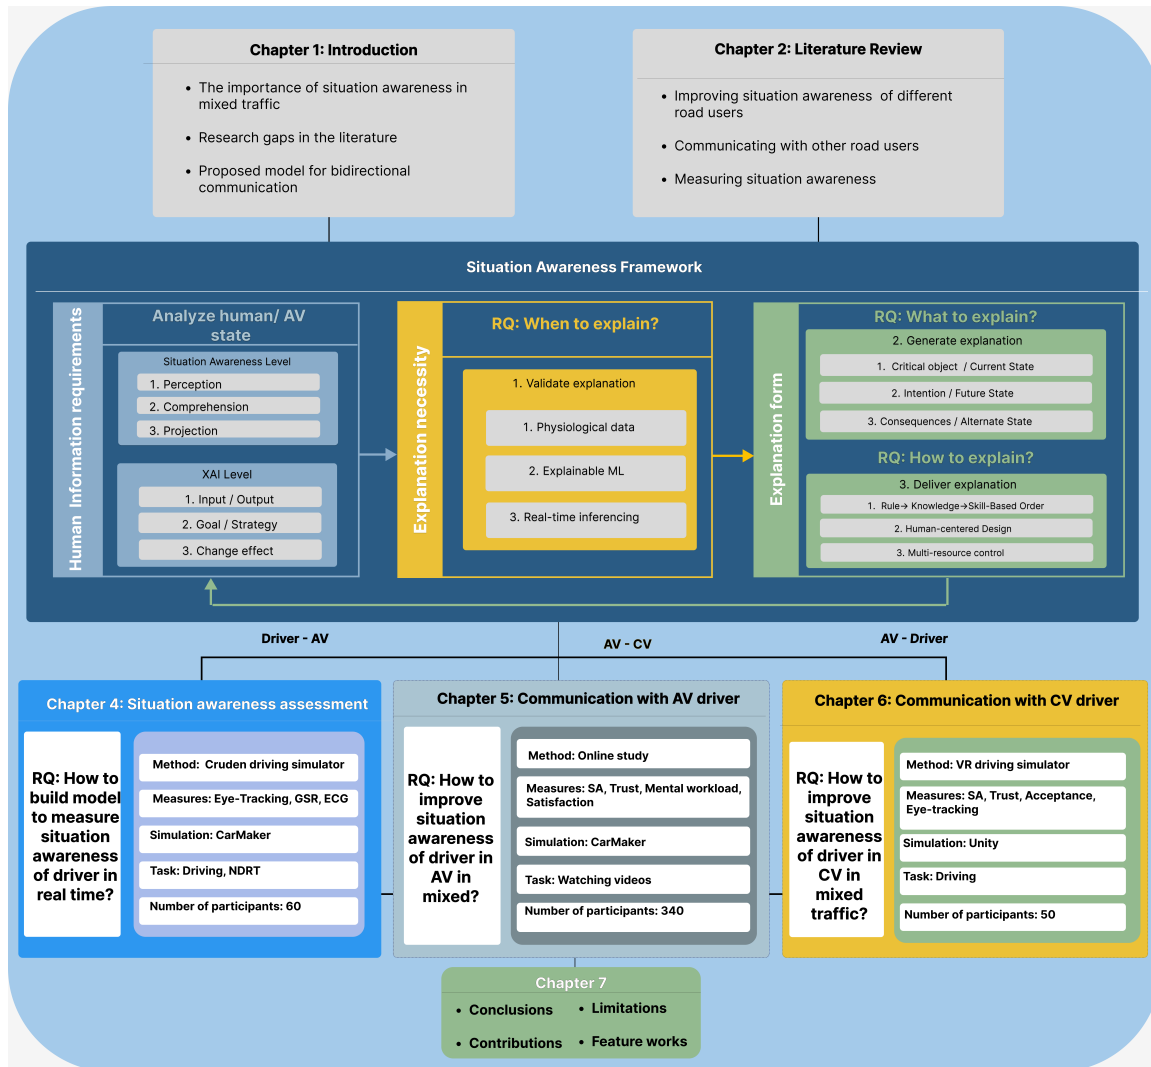 Chapter 1: Introduction
• The importance of situation awareness in
mixed traffic
• Research gaps in the literature
• Proposed model for bidirectional
communication
Chapter 2: Literature Review
• Improving situation awareness of different
road users
• Communicating with other road users
• Measuring situation awareness
Situation Awareness Framework
Human Information requirements
Analyze human/ AV
state
Situation Awareness Level
1. Perception
2. Comprehension
3. Projection
XAI Level
1. Input / Output
2. Goal / Strategy
3. Change effect
Explanation necessity
RQ: When to explain?
1. Validate explanation
1. Physiological data
2. Explainable ML
3. Real-time inferencing
Explanation form
RQ: What to explain?
2. Generate explanation
1. Critical object / Current State
2. Intention / Future State
3. Consequences / Alternate State
RQ: How to explain?
3. Deliver explanation
1. Rule→ Knowledge→Skill-Based Order
2. Human-centered Design
3. Multi-resource control
Driver - AV
AV - CV
AV - Driver
Chapter 4: Situation awareness assessment
RQ: How to
build model
to measure
situation
awareness
of driver in
real time?
Method: Cruden driving simulator
Measures: Eye-Tracking, GSR, ECG
Simulation: CarMaker
Task: Driving, NDRT
Number of participants: 60
Chapter 5: Communication with AV driver
RQ: How to
improve
situation
awareness
of driver in
AV in
mixed?
Method: Online study
Measures: SA, Trust, Mental workload,
Satisfaction
Simulation: CarMaker
Task: Watching videos
Number of participants: 340
Chapter 6: Communication with CV driver
RQ: How to
improve
situation
awareness
of driver in
CV in
mixed
traffic?
Method: VR driving simulator
Measures: SA, Trust, Acceptance,
Eye-tracking
Simulation: Unity
Task: Driving
Number of participants: 50
Chapter 7
• Conclusions
• Limitations
• Contributions
• Feature works